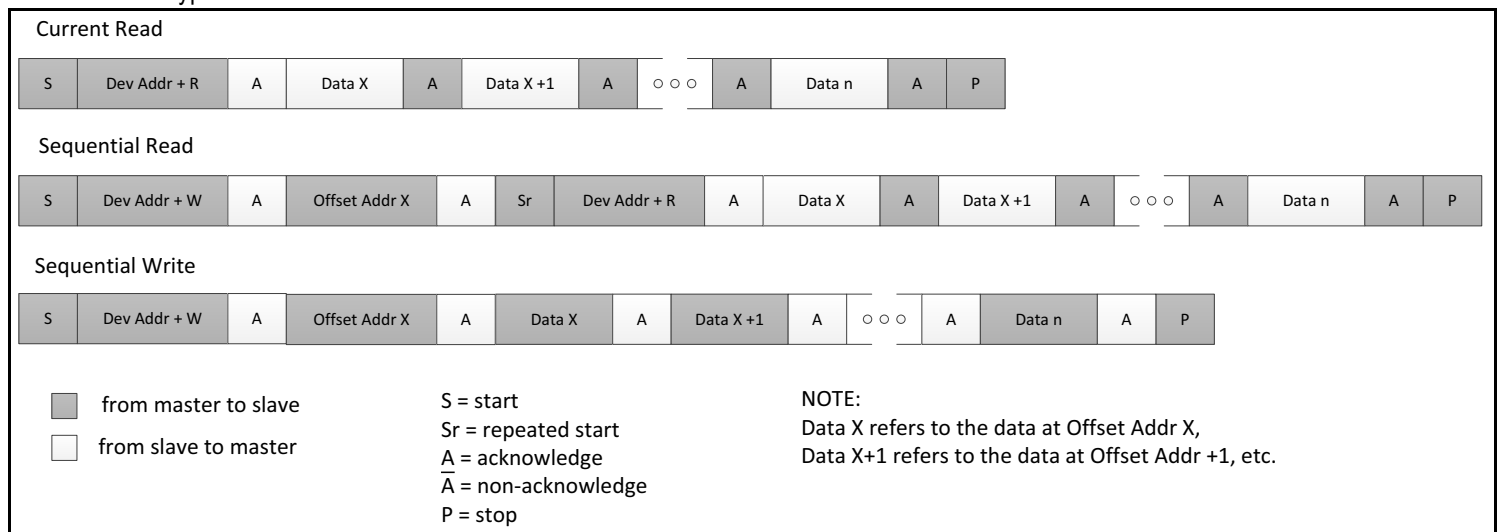 Current Read
S Dev Addr + R A Data X A Data X +1 A ○ ○ ○ A Data n A P
Sequential Read
S Dev Addr + W A Offset Addr X A Sr Dev Addr + R A Data X A Data X +1 A ○ ○ ○ A Data n A P
Sequential Write
S Dev Addr + W A Offset Addr X A Data X A Data X +1 A ○ ○ ○ A Data n A P
from master to slave
from slave to master
S = start
Sr = repeated start
A = acknowledge
A̅ = non-acknowledge
P = stop
NOTE:
Data X refers to the data at Offset Addr X,
Data X+1 refers to the data at Offset Addr +1, etc.